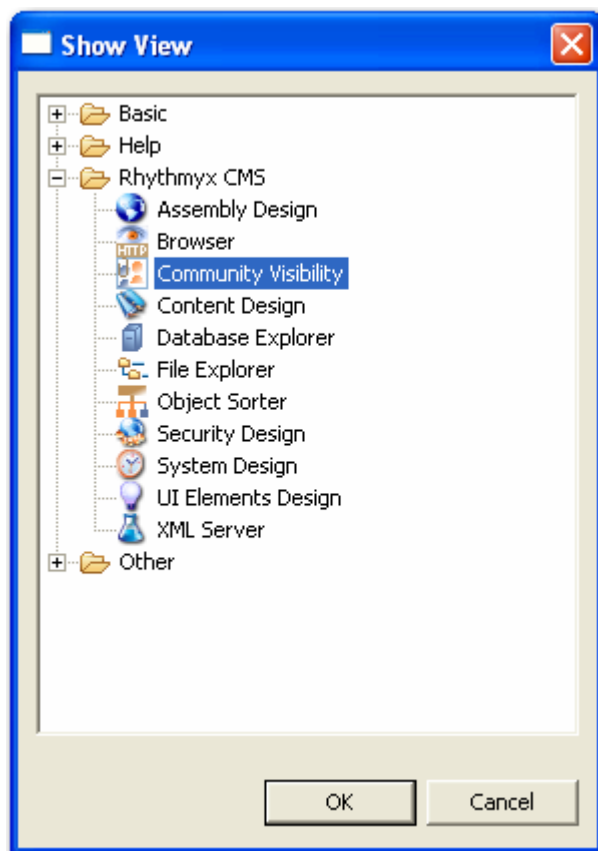 Show View
Basic
Help
Rhythmyx CMS
Assembly Design
Browser
HTTP
Community Visibility
Content Design
Database Explorer
File Explorer
Object Sorter
Security Design
System Design
UI Elements Design
XML Server
Other
OK Cancel